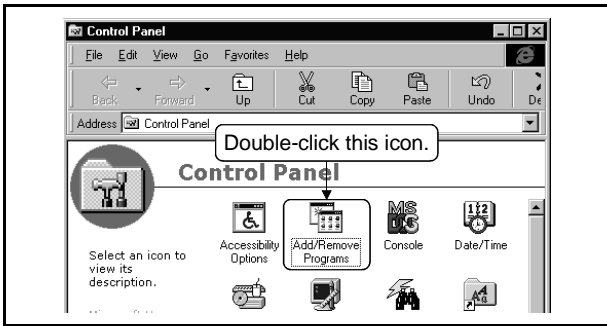 Control Panel
File Edit View Go Favorites Help
Back Forward Up Cut Copy Paste Undo De
Address Control Panel
Double-click this icon.
Control Panel
Accessibility Options
Add/Remove Programs
MS DOS
Console
1 2
Date/Time
Select an icon to
view its
description.